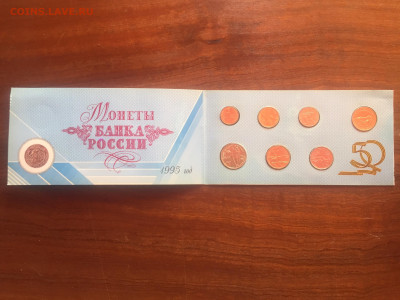 COINS.LAVE.RU
Монеты
БАНКА
РОССИИ
1995 год
50